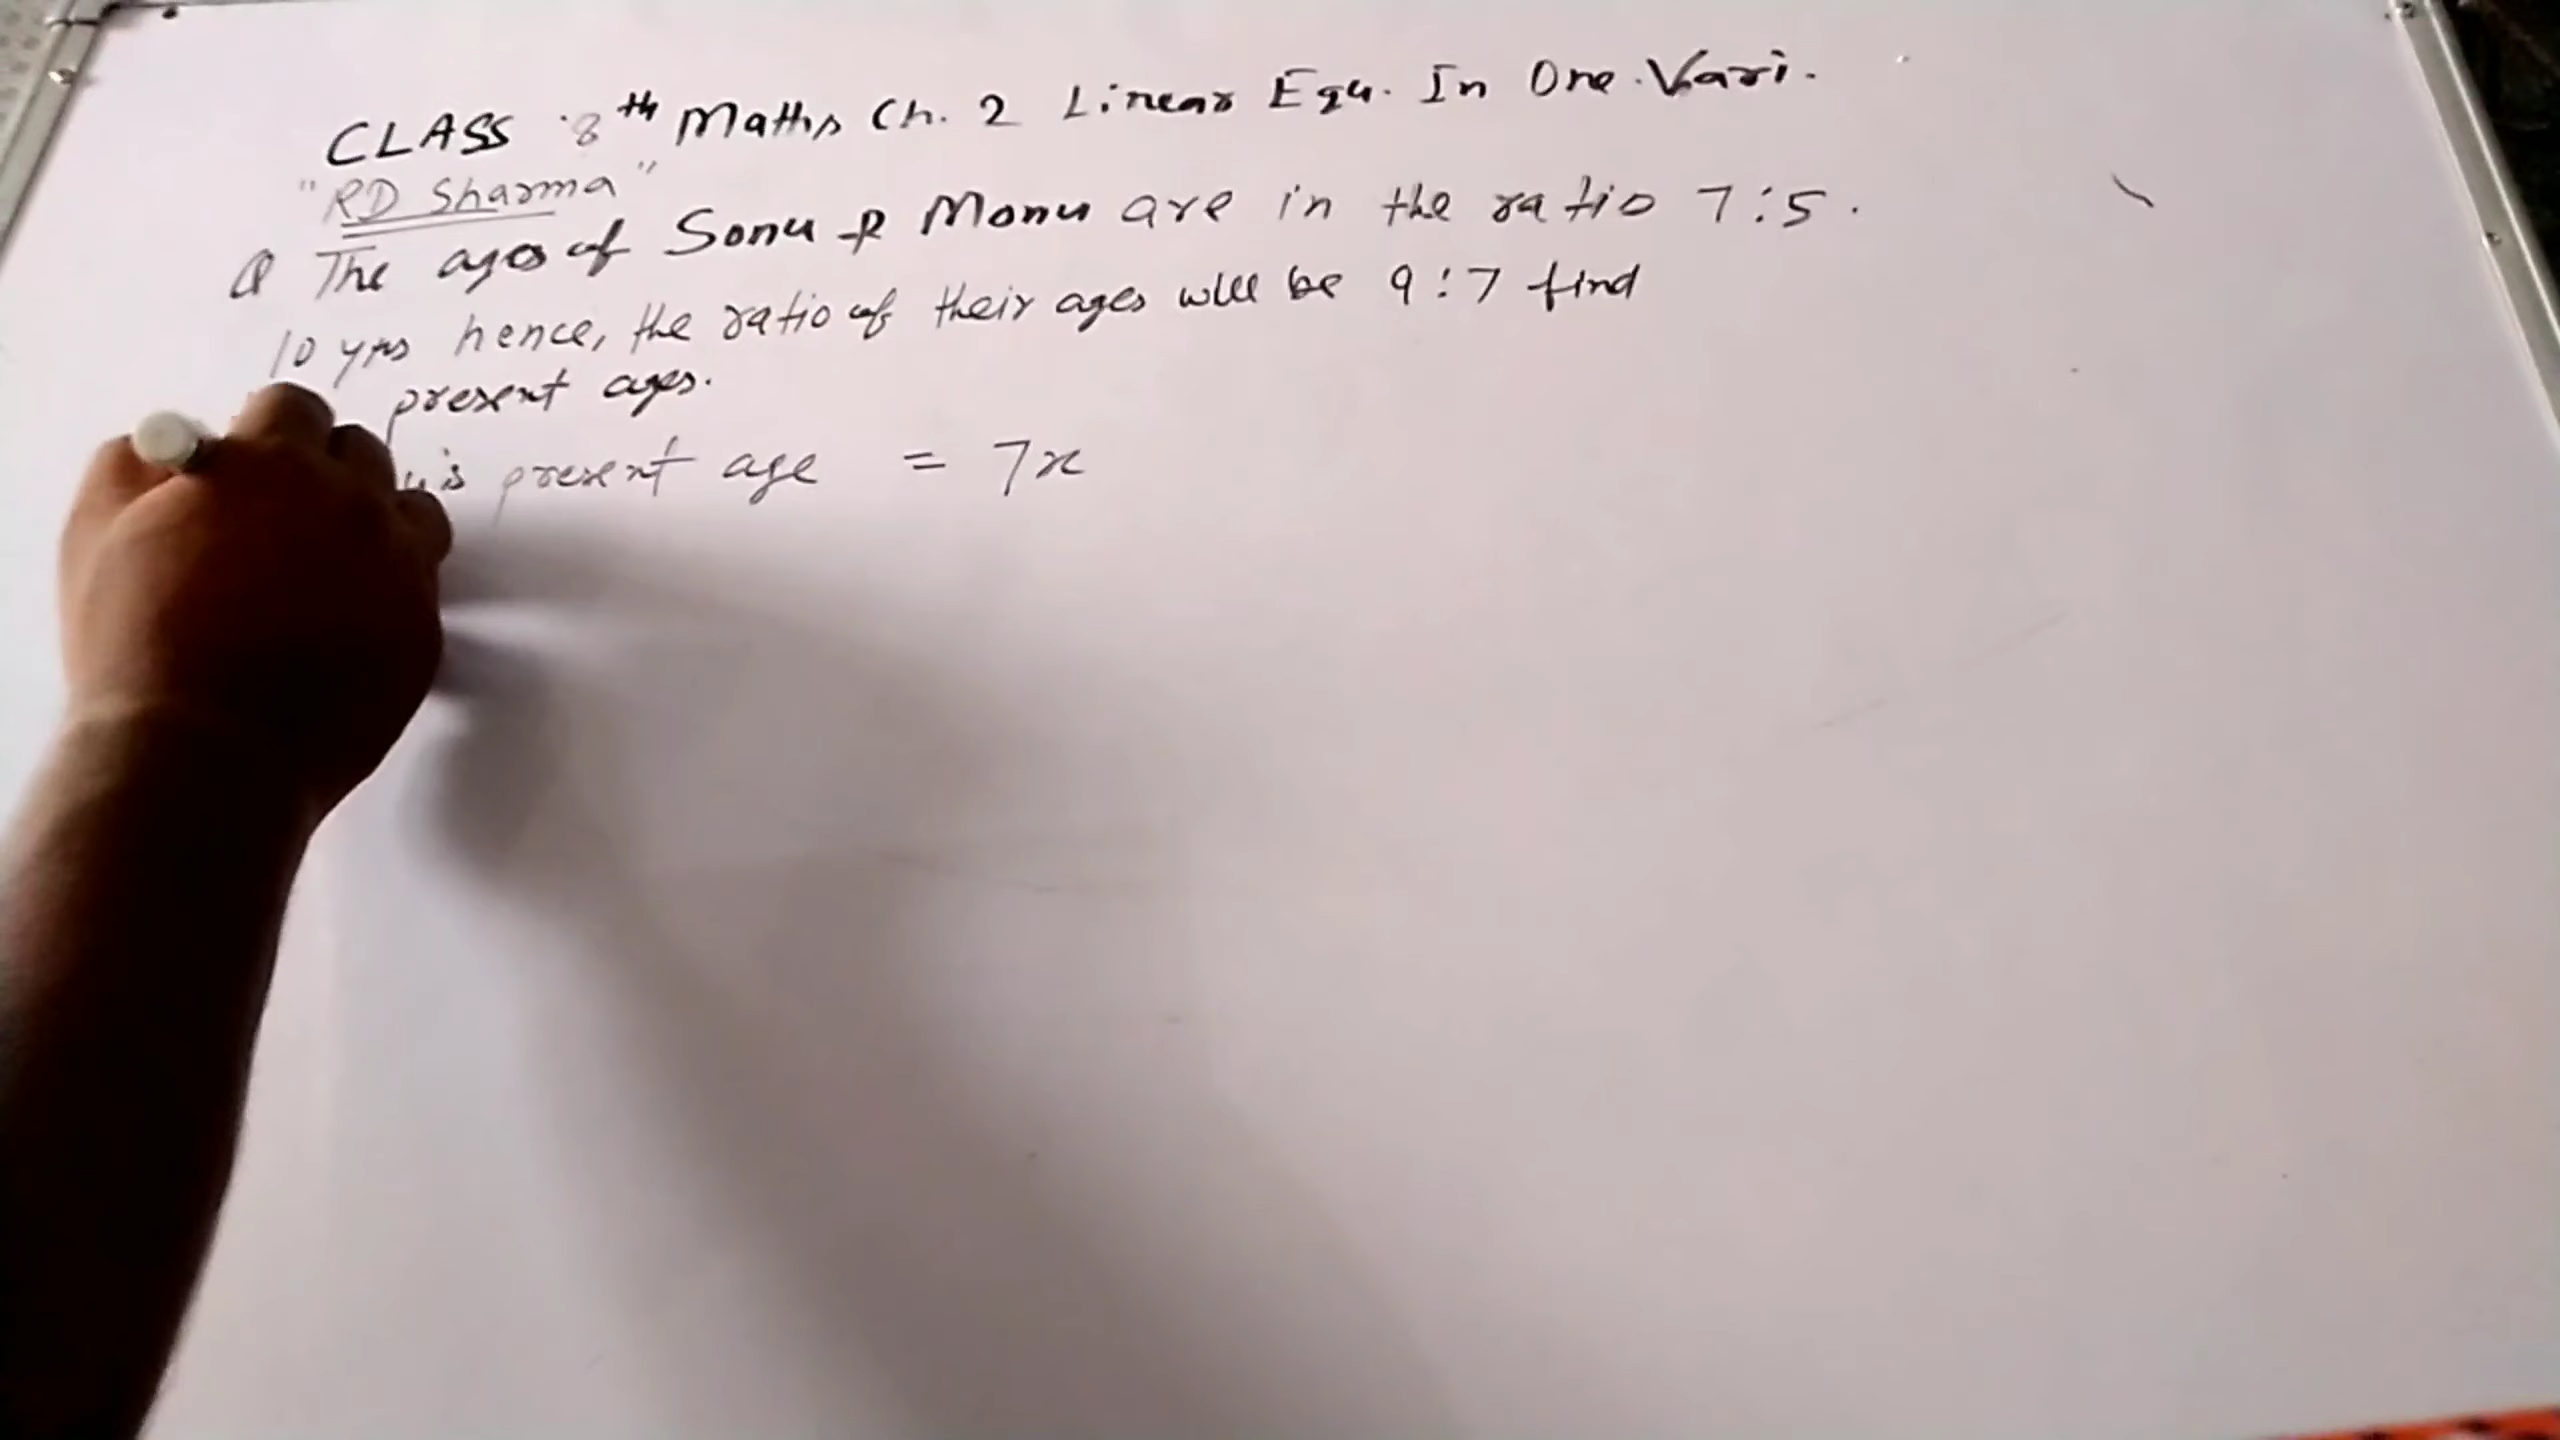 CLASS 8th Maths Ch. 2 Linear Equ. In One Vari.
"RD Sharma"
Q The ages of Sonu & Monu are in the ratio 7:5.
10 yrs hence, the ratio of their ages will be 9:7 find
present ages.
present age = 7x